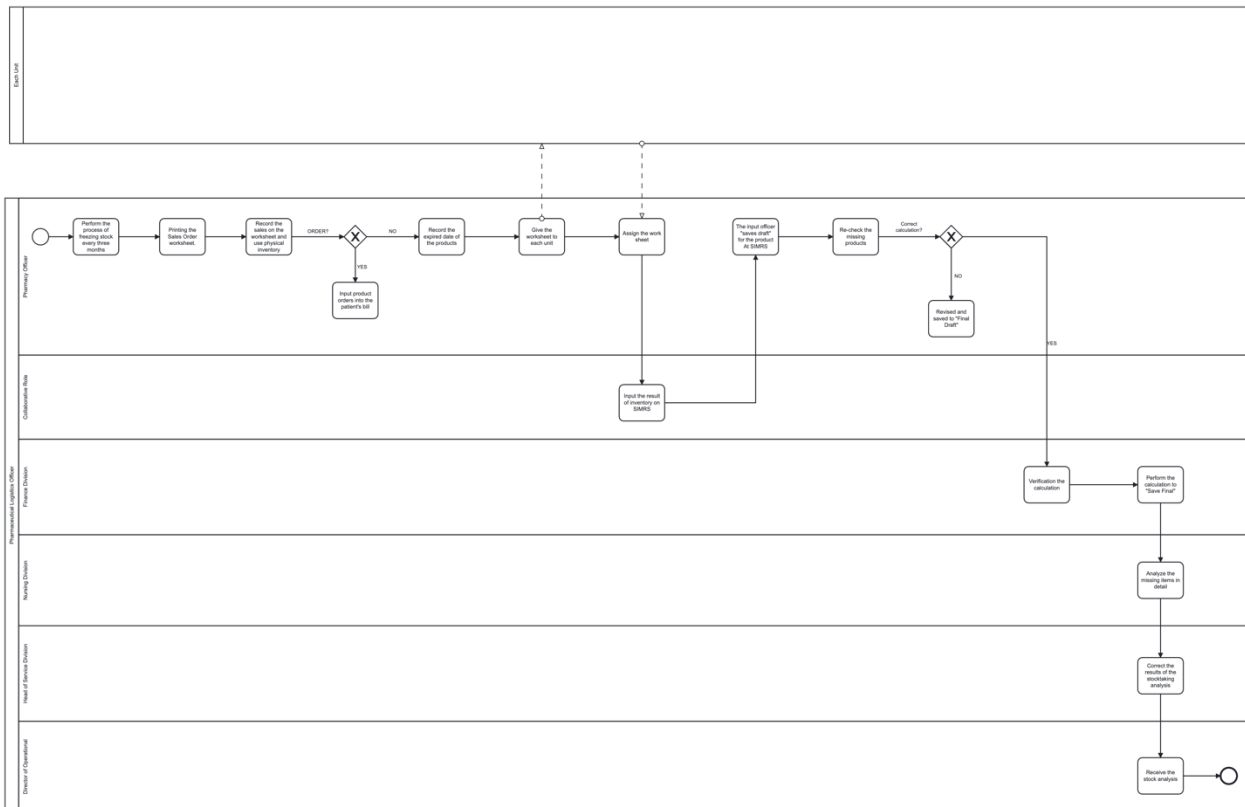 Each Unit
Pharmaceutical Logistics Officer
Pharmacy Officer
Perform the
process of
freezing stock
every three
months
Printing the
Sales Order
worksheet.
Record the
sales on the
worksheet and
use physical
inventory
ORDER?
NO
YES
Input product
orders into the
patient's bill
Record the
expired date of
the products
Give the
worksheet to
each unit
Assign the work
sheet
The input officer
"saves draft"
for the product
At SIMRS
Re-check the
missing
products
Correct
calculation?
NO
Revised and
saved to "Final
Draft"
YES
Collaborative Role
Input the result
of inventory on
SIMRS
Finance Division
Verification the
calculation
Perform the
calculation to
"Save Final"
Nursing Division
Analyze the
missing items in
detail
Head of Service Division
Correct the
results of the
stocktaking
analysis
Director of Operational
Receive the
stock analysis